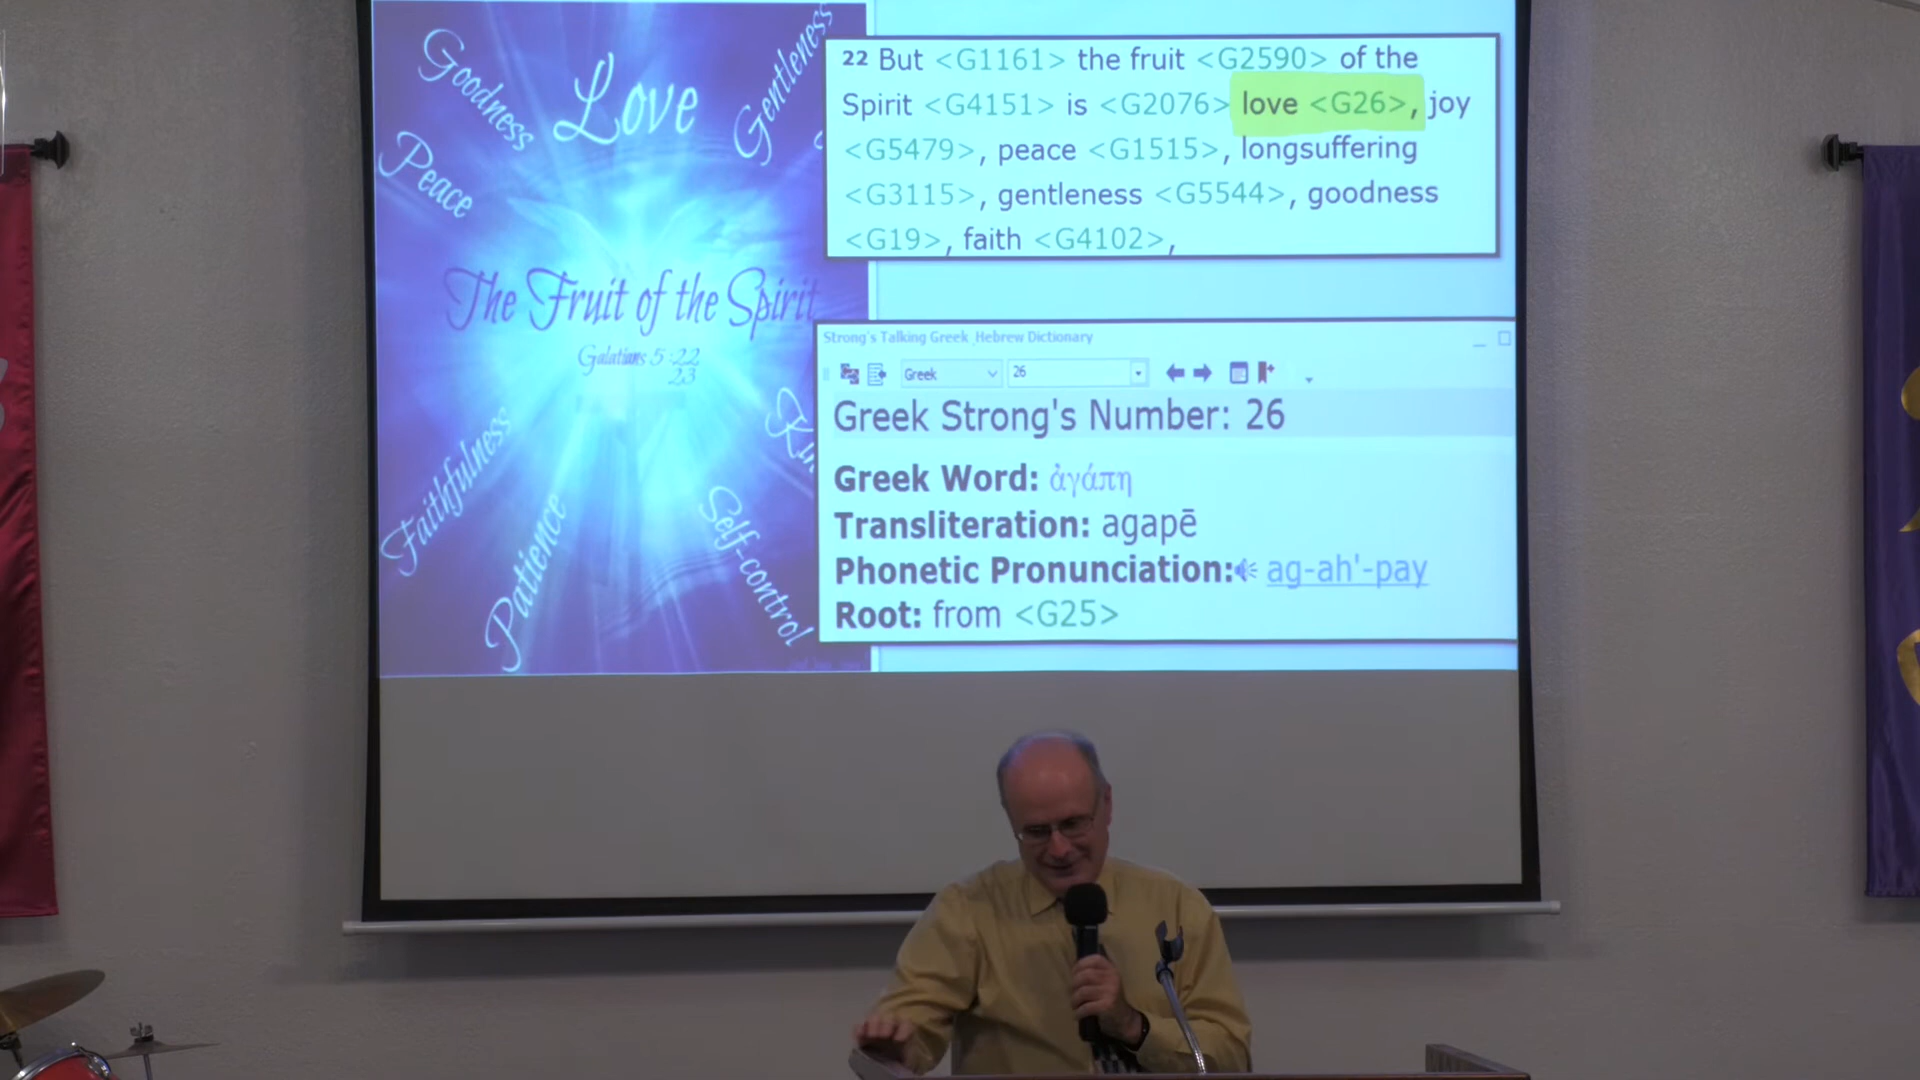 Goodness
Love
Gentleness
Peace
The Fruit of the Spirit
Galatians 5:22
23
Faithfulness
Patience
Self-control
Kin
22 But <G1161> the fruit <G2590> of the
Spirit <G4151> is <G2076> love <G26>, joy
<G5479>, peace <G1515>, longsuffering
<G3115>, gentleness <G5544>, goodness
<G19>, faith <G4102>,
Strong's Talking Greek Hebrew Dictionary
Greek 26
Greek Strong's Number: 26
Greek Word: ἀγάπη
Transliteration: agapē
Phonetic Pronunciation: ag-ah'-pay
Root: from <G25>